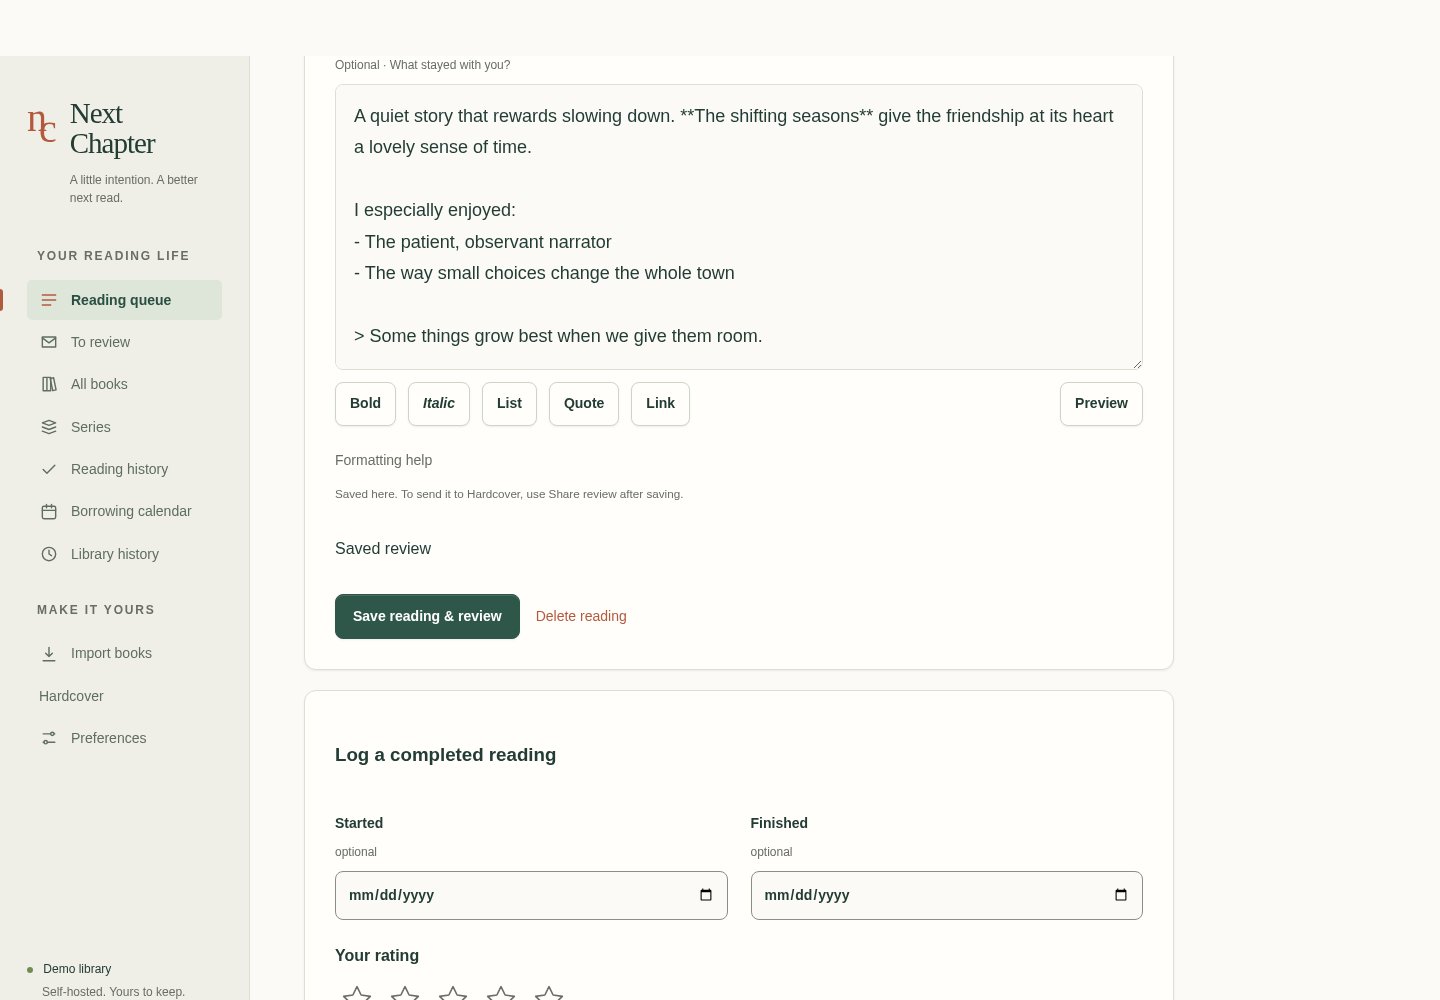 nc
Next
Chapter
A little intention. A better
next read.
YOUR READING LIFE
Reading queue
To review
All books
Series
Reading history
Borrowing calendar
Library history
MAKE IT YOURS
Import books
Hardcover
Preferences
Demo library
Self-hosted. Yours to keep.
Optional · What stayed with you?
A quiet story that rewards slowing down. **The shifting seasons** give the friendship at its heart
a lovely sense of time.
I especially enjoyed:
- The patient, observant narrator
- The way small choices change the whole town
> Some things grow best when we give them room.
Bold Italic List Quote Link Preview
Formatting help
Saved here. To send it to Hardcover, use Share review after saving.
Saved review
Save reading & review Delete reading
Log a completed reading
Started Finished
optional optional
mm/dd/yyyy mm/dd/yyyy
Your rating